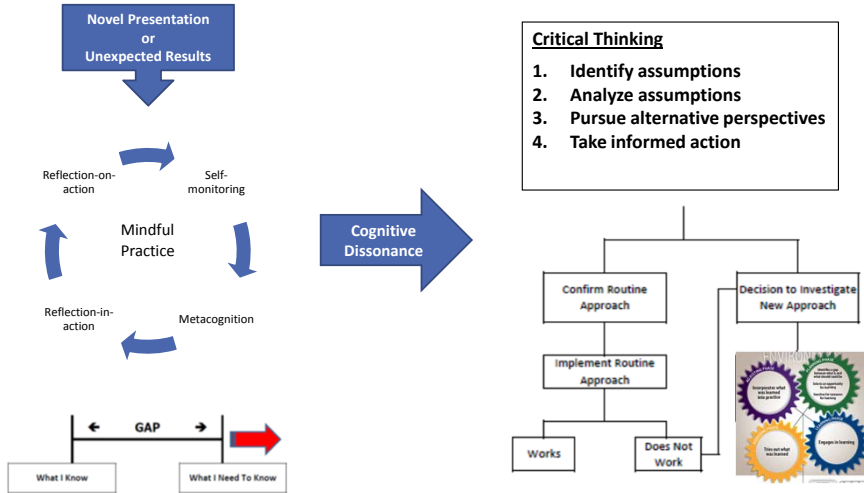 Novel Presentation
or
Unexpected Results
Reflection-on-
action
Self-
monitoring
Mindful
Practice
Reflection-in-
action
Metacognition
GAP
What I Know
What I Need To Know
Cognitive
Dissonance
Critical Thinking
1. Identify assumptions
2. Analyze assumptions
3. Pursue alternative perspectives
4. Take informed action
Confirm Routine
Approach
Decision to Investigate
New Approach
Implement Routine
Approach
Works
Does Not
Work
Incorporates what
was learned
into practice
Engages in learning
Tries out what
was learned